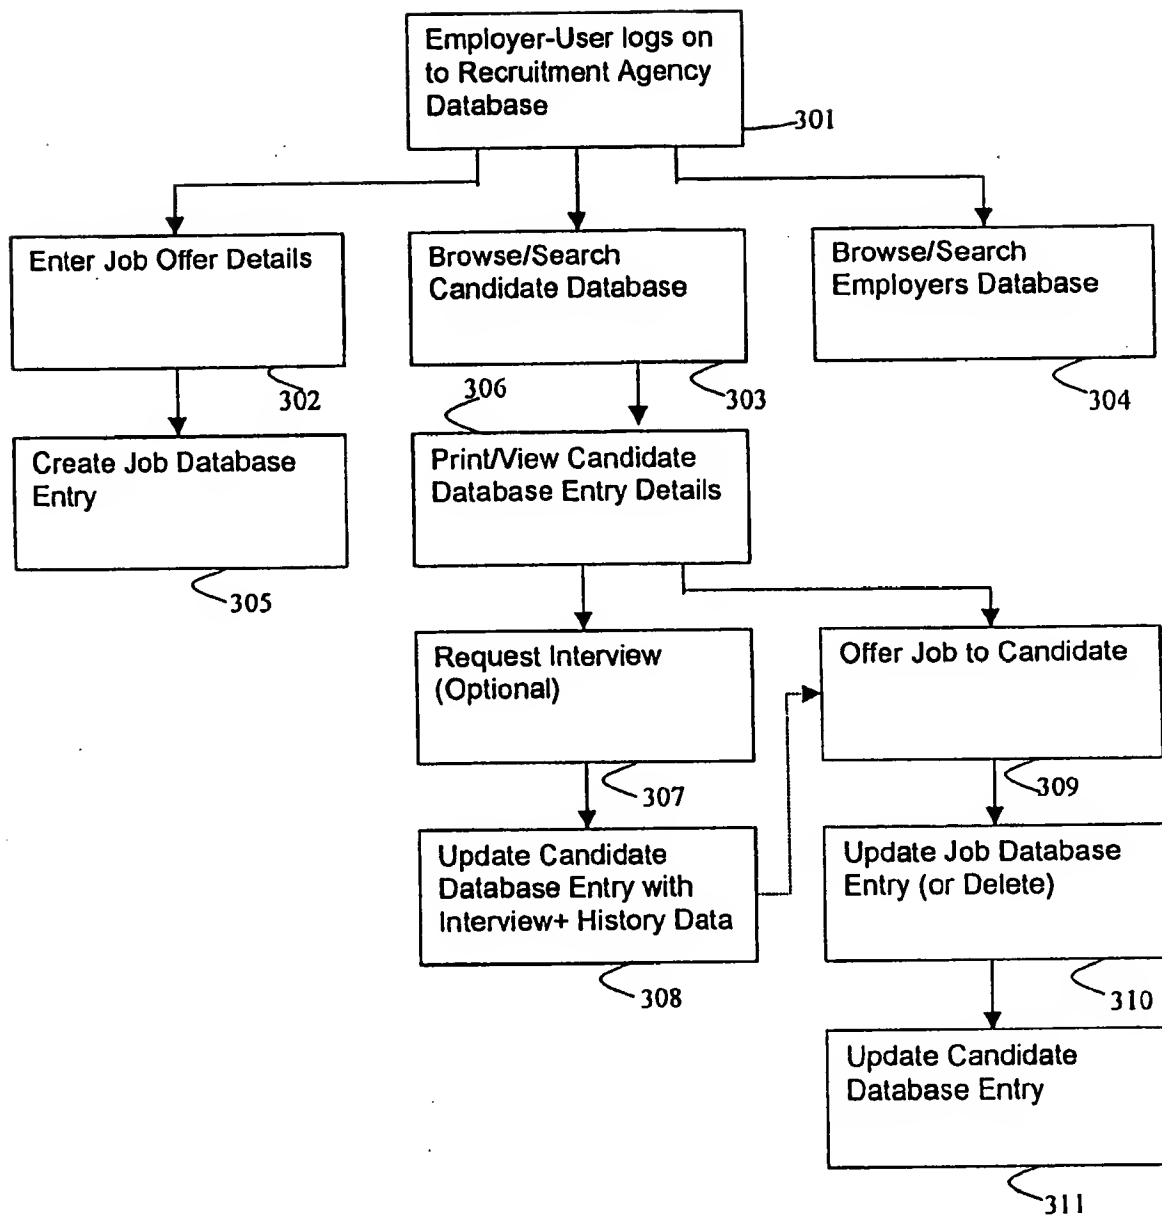 Employer-User logs on
to Recruitment Agency
Database
301
Enter Job Offer Details
302
Browse/Search
Candidate Database
303
Browse/Search
Employers Database
304
Create Job Database
Entry
305
306
Print/View Candidate
Database Entry Details
Request Interview
(Optional)
307
Offer Job to Candidate
309
Update Candidate
Database Entry with
Interview+ History Data
308
Update Job Database
Entry (or Delete)
310
Update Candidate
Database Entry
311